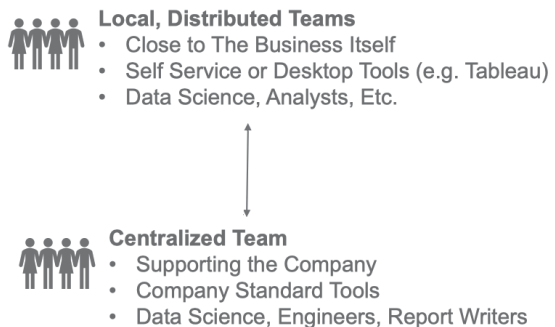 Local, Distributed Teams
• Close to The Business Itself
• Self Service or Desktop Tools (e.g. Tableau)
• Data Science, Analysts, Etc.
Centralized Team
• Supporting the Company
• Company Standard Tools
• Data Science, Engineers, Report Writers